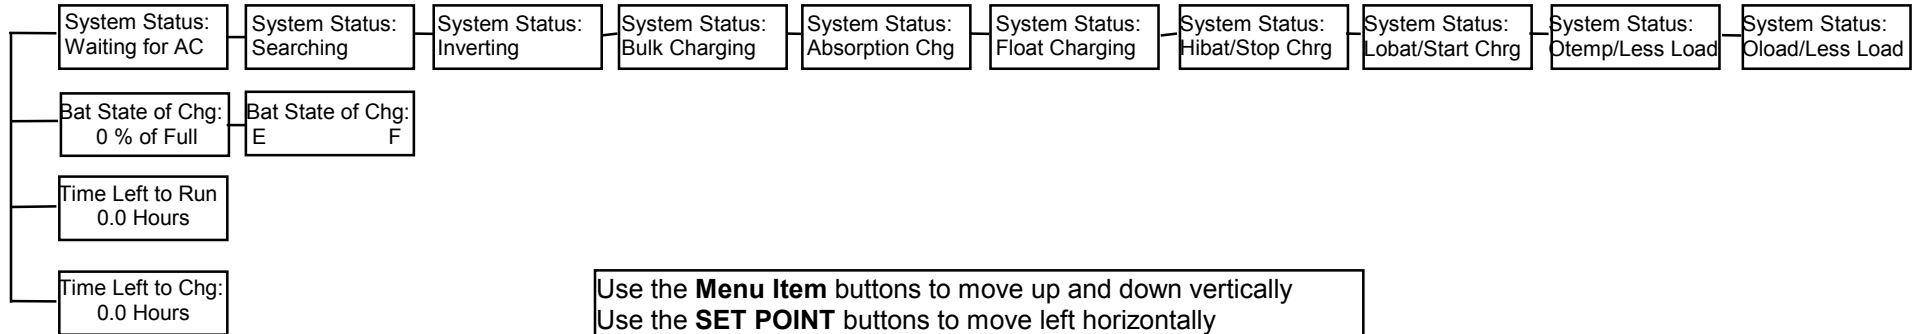 System Status:
Waiting for AC
System Status:
Searching
System Status:
Inverting
System Status:
Bulk Charging
System Status:
Absorption Chg
System Status:
Float Charging
System Status:
Hibat/Stop Chrg
System Status:
Lobat/Start Chrg
System Status:
Otemp/Less Load
System Status:
Oload/Less Load
Bat State of Chg:
0 % of Full
Bat State of Chg:
E F
Time Left to Run
0.0 Hours
Time Left to Chg:
0.0 Hours
Use the Menu Item buttons to move up and down vertically
Use the SET POINT buttons to move left horizontally